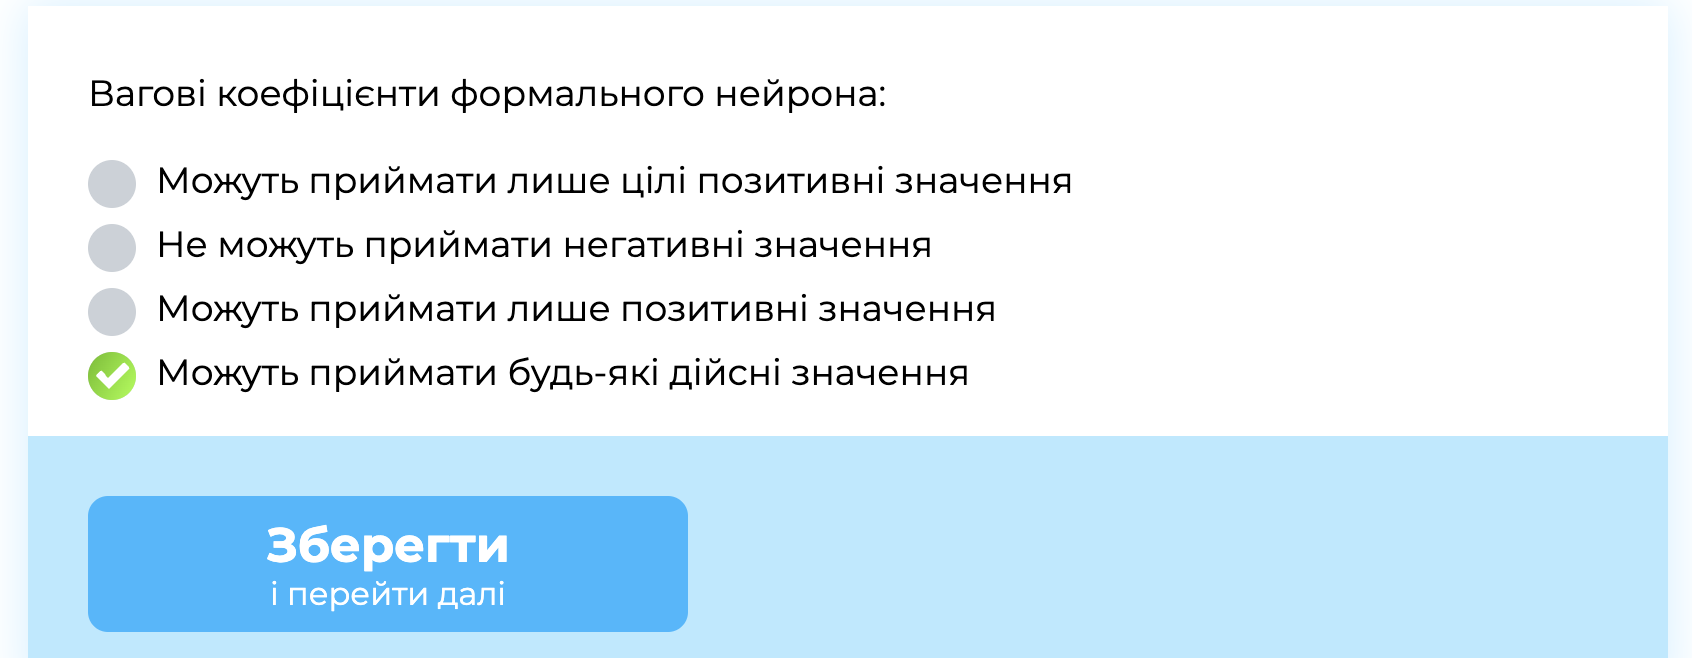 Вагові коефіцієнти формального нейрона:
Можуть приймати лише цілі позитивні значення
Не можуть приймати негативні значення
Можуть приймати лише позитивні значення
Можуть приймати будь-які дійсні значення
Зберегти
і перейти далі